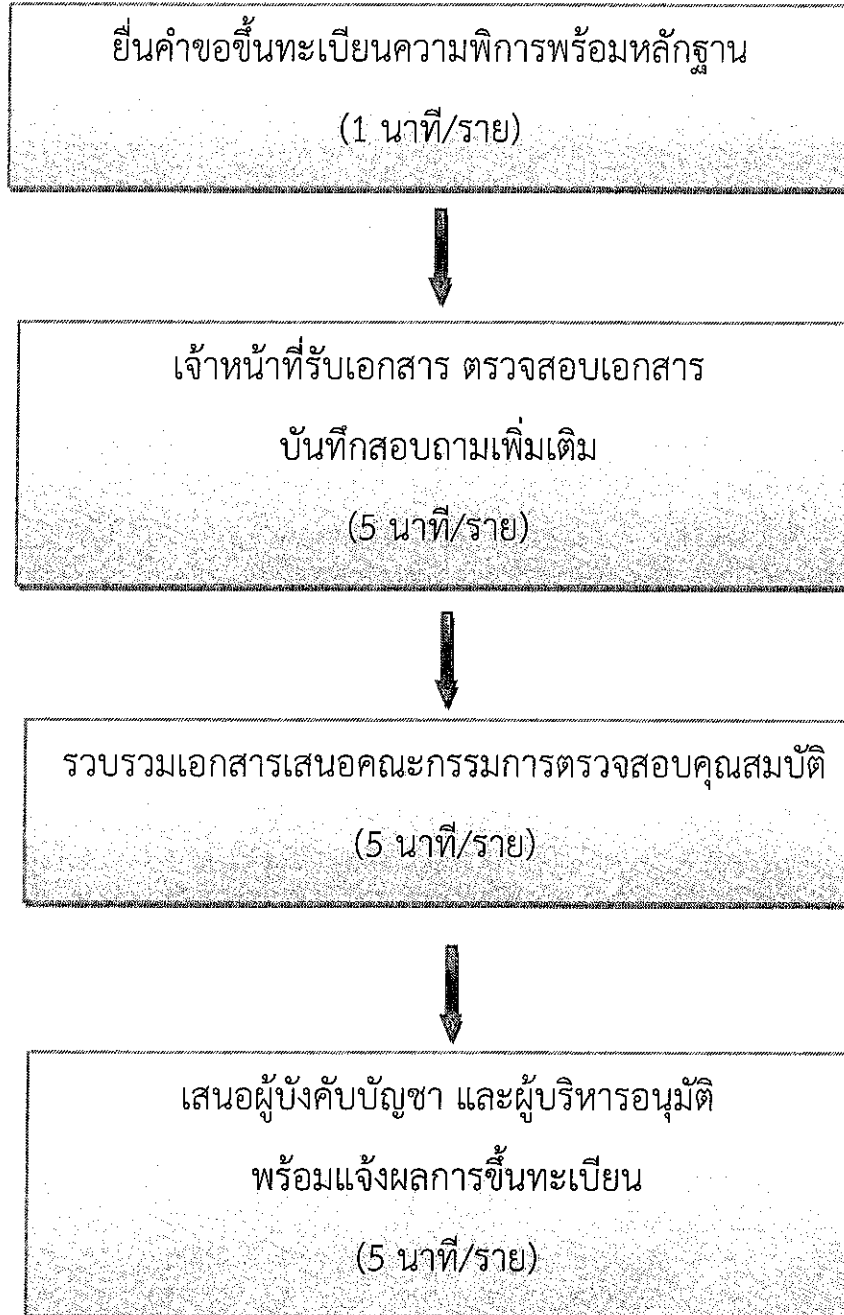 ยื่นคำขอขึ้นทะเบียนความพิการพร้อมหลักฐาน
(1 นาที/ราย)
เจ้าหน้าที่รับเอกสาร ตรวจสอบเอกสาร
บันทึกสอบถามเพิ่มเติม
(5 นาที/ราย)
รวบรวมเอกสารเสนอคณะกรรมการตรวจสอบคุณสมบัติ
(5 นาที/ราย)
เสนอผู้บังคับบัญชา และผู้บริหารอนุมัติ
พร้อมแจ้งผลการขึ้นทะเบียน
(5 นาที/ราย)